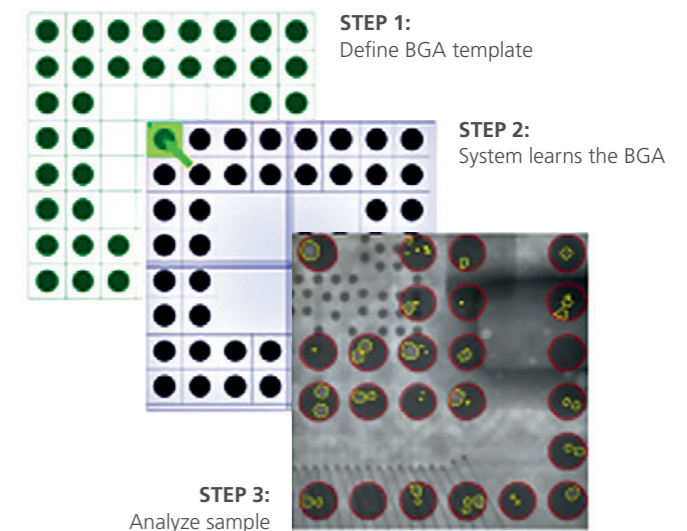 STEP 1:
Define BGA template
STEP 2:
System learns the BGA
STEP 3:
Analyze sample